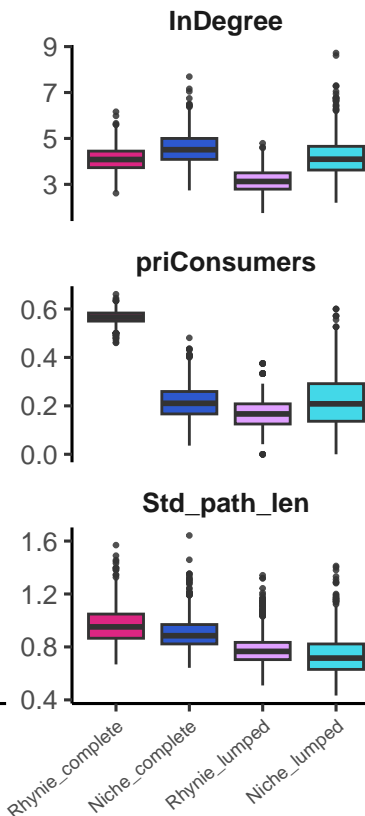 InDegree
9
7
5
3
priConsumers
0.6
0.4
0.2
0.0
Std_path_len
1.6
1.2
0.8
0.4
Rhynie_complete
Niche_complete
Rhynie_lumped
Niche_lumped